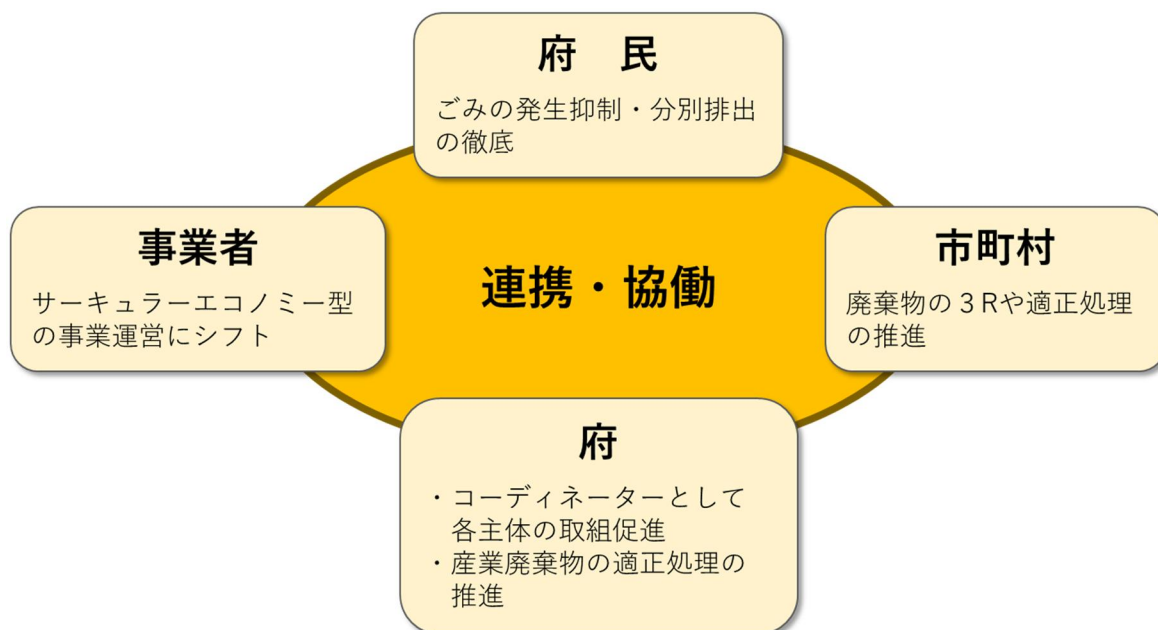 府　民
ごみの発生抑制・分別排出
の徹底
事業者
サーキュラーエコノミー型
の事業運営にシフト
連携・協働
市町村
廃棄物の３Rや適正処理
の推進
府
・コーディネーターとして
各主体の取組促進
・産業廃棄物の適正処理の
推進